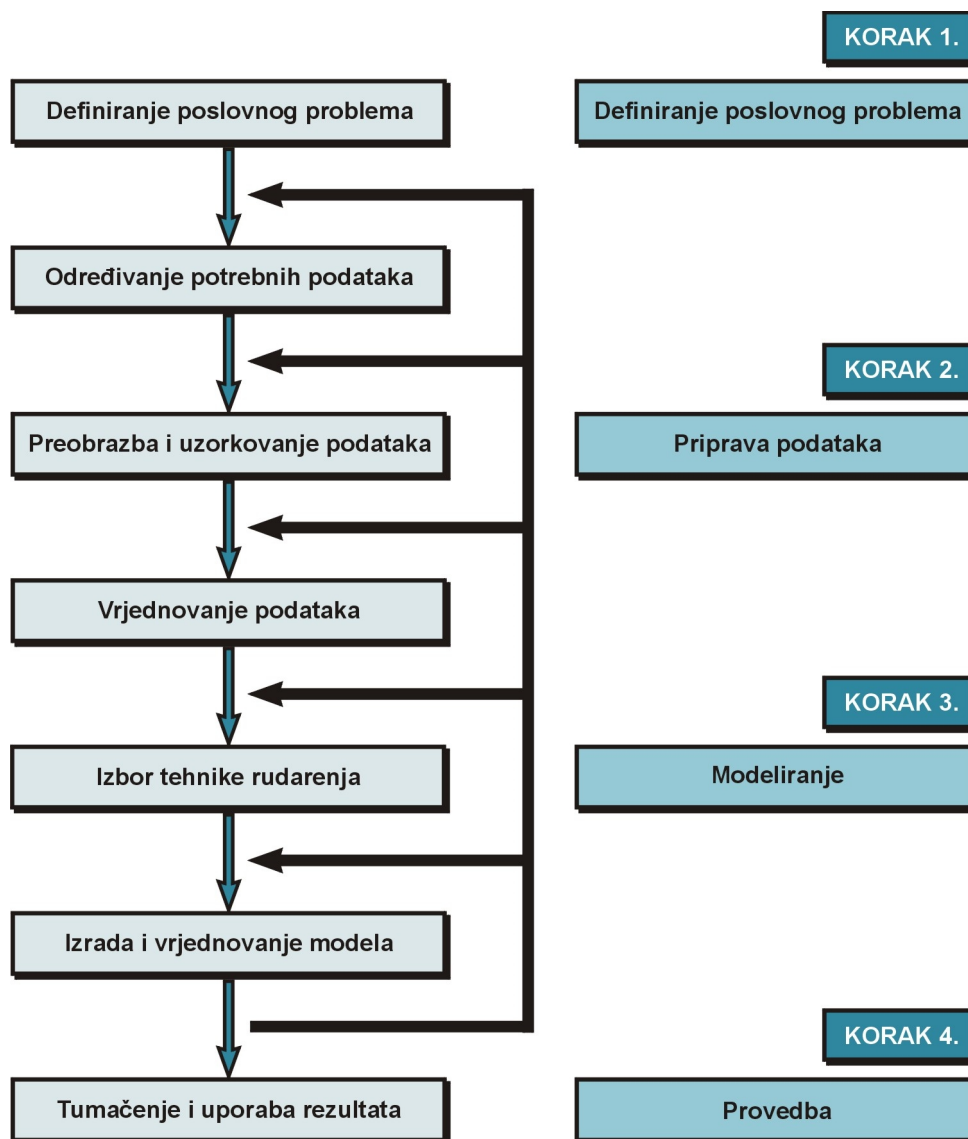 KORAK 1.
Definiranje poslovnog problema
Definiranje poslovnog problema
Određivanje potrebnih podataka
KORAK 2.
Preobrazba i uzorkovanje podataka
Priprava podataka
Vrjednovanje podataka
KORAK 3.
Izbor tehnike rudarenja
Modeliranje
Izrada i vrjednovanje modela
KORAK 4.
Tumačenje i uporaba rezultata
Provedba